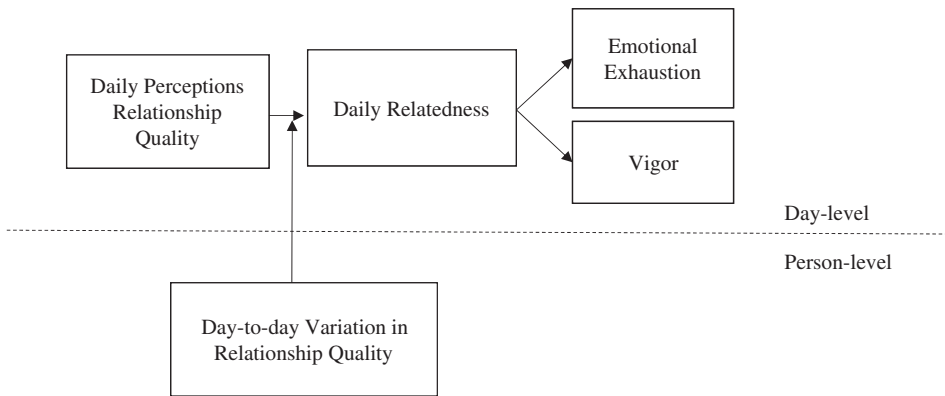 Daily Perceptions
Relationship
Quality
Daily Relatedness
Emotional
Exhaustion
Vigor
Day-level
Person-level
Day-to-day Variation in
Relationship Quality